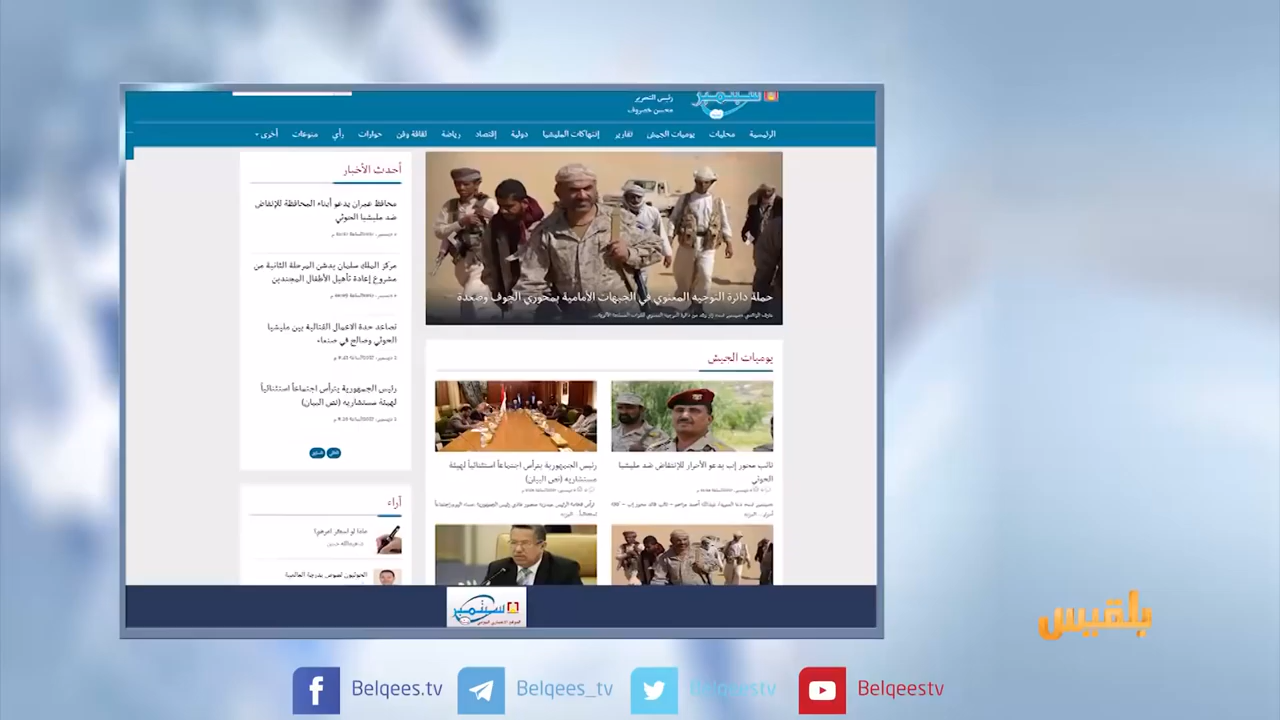 سبتمبر
رئيس التحرير
محسن خصروف
الرئيسية محليات يوميات الجيش تقارير إنتهاكات المليشيا دولية إقتصاد رياضة ثقافة وفن حوارات رأي منوعات أخرى
حملة دائرة التوجيه المعنوي في الجبهات الأمامية بمحوري الجوف وصعدة
أحدث الأخبار
محافظ عمران يدعو أبناء المحافظة للإنتفاض
ضد مليشيا الحوثي
مركز الملك سلمان يدشن المرحلة الثانية من
مشروع إعادة تأهيل الأطفال المجندين
تصاعد حدة الاعمال القتالية بين مليشيا
الحوثي وصالح في صنعاء
رئيس الجمهورية يترأس اجتماعاً استثنائياً
لهيئة مستشاريه (نص البيان)
التالي السابق
يوميات الجيش
نائب محور إب يدعو الأحرار للإنتفاض ضد مليشيا
الحوثي
رئيس الجمهورية يترأس اجتماعاً استثنائياً لهيئة
مستشاريه (نص البيان)
آراء
الحوثيون لصوص بدرجة العالمية
سبتمبر
بلقيس
Belqees.tv
Belqees_tv
Belqeestv
Belqeestv